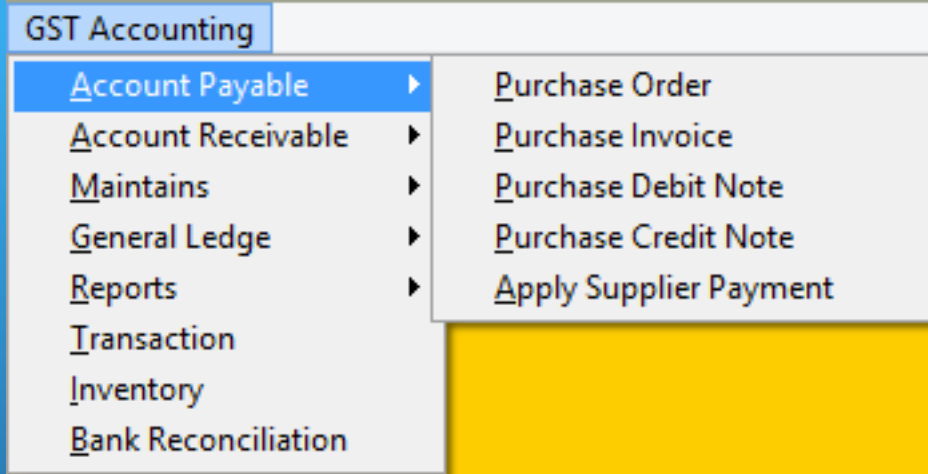 GST Accounting
Account Payable
Account Receivable
Maintains
General Ledge
Reports
Transaction
Inventory
Bank Reconciliation
Purchase Order
Purchase Invoice
Purchase Debit Note
Purchase Credit Note
Apply Supplier Payment